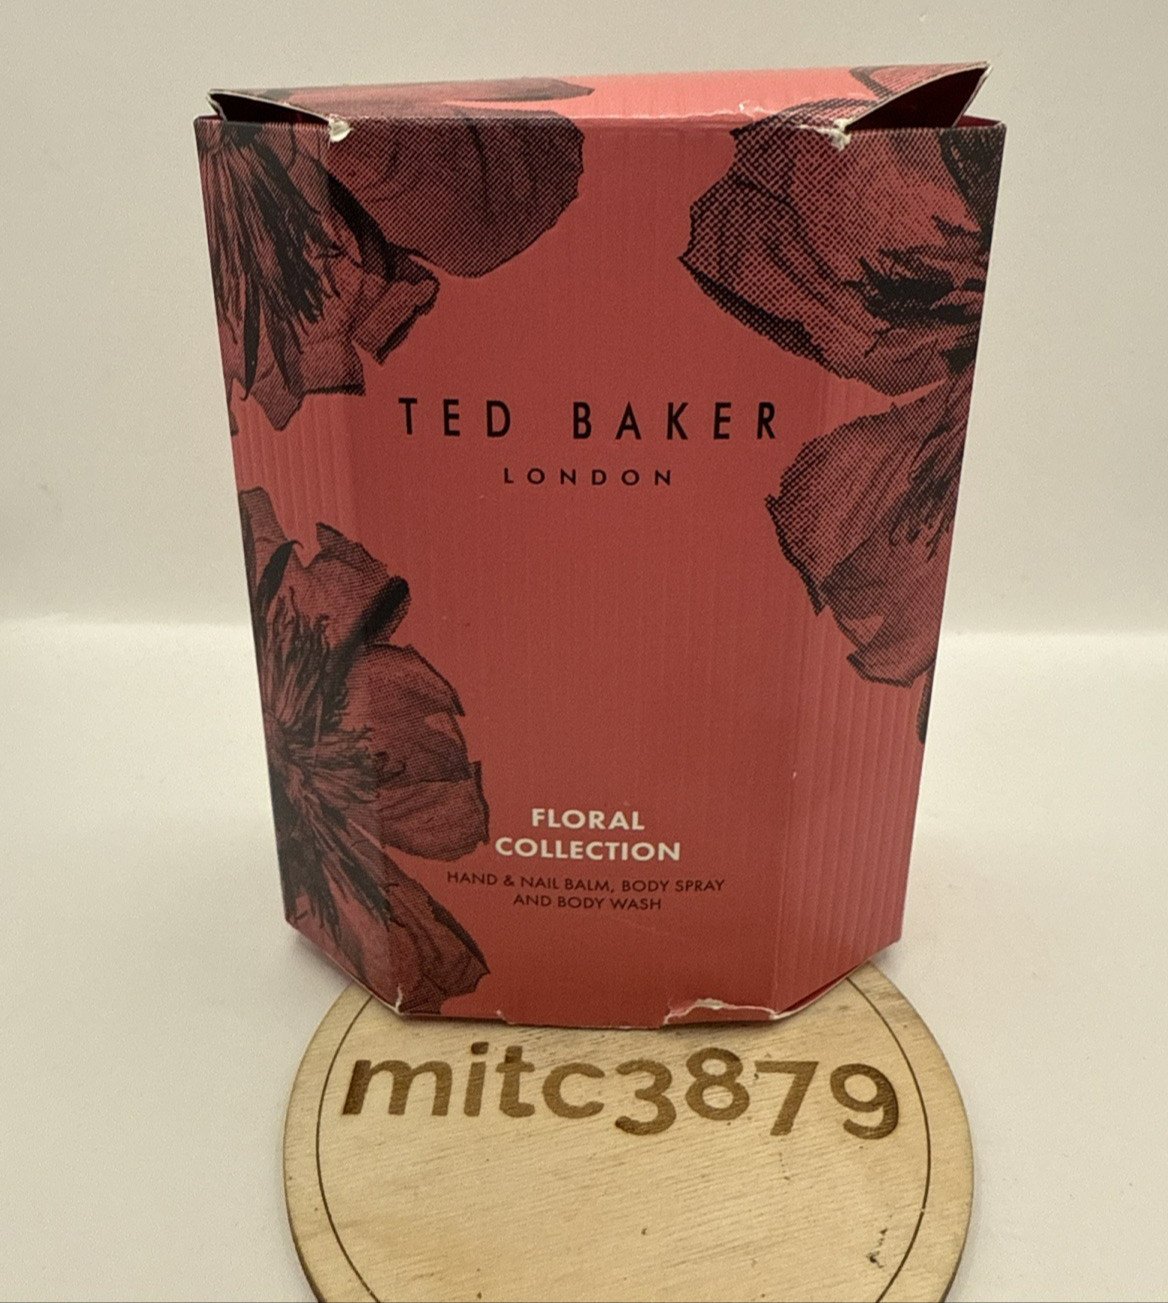 TED BAKER
LONDON
FLORAL
COLLECTION
HAND & NAIL BALM, BODY SPRAY
AND BODY WASH
mitc3879